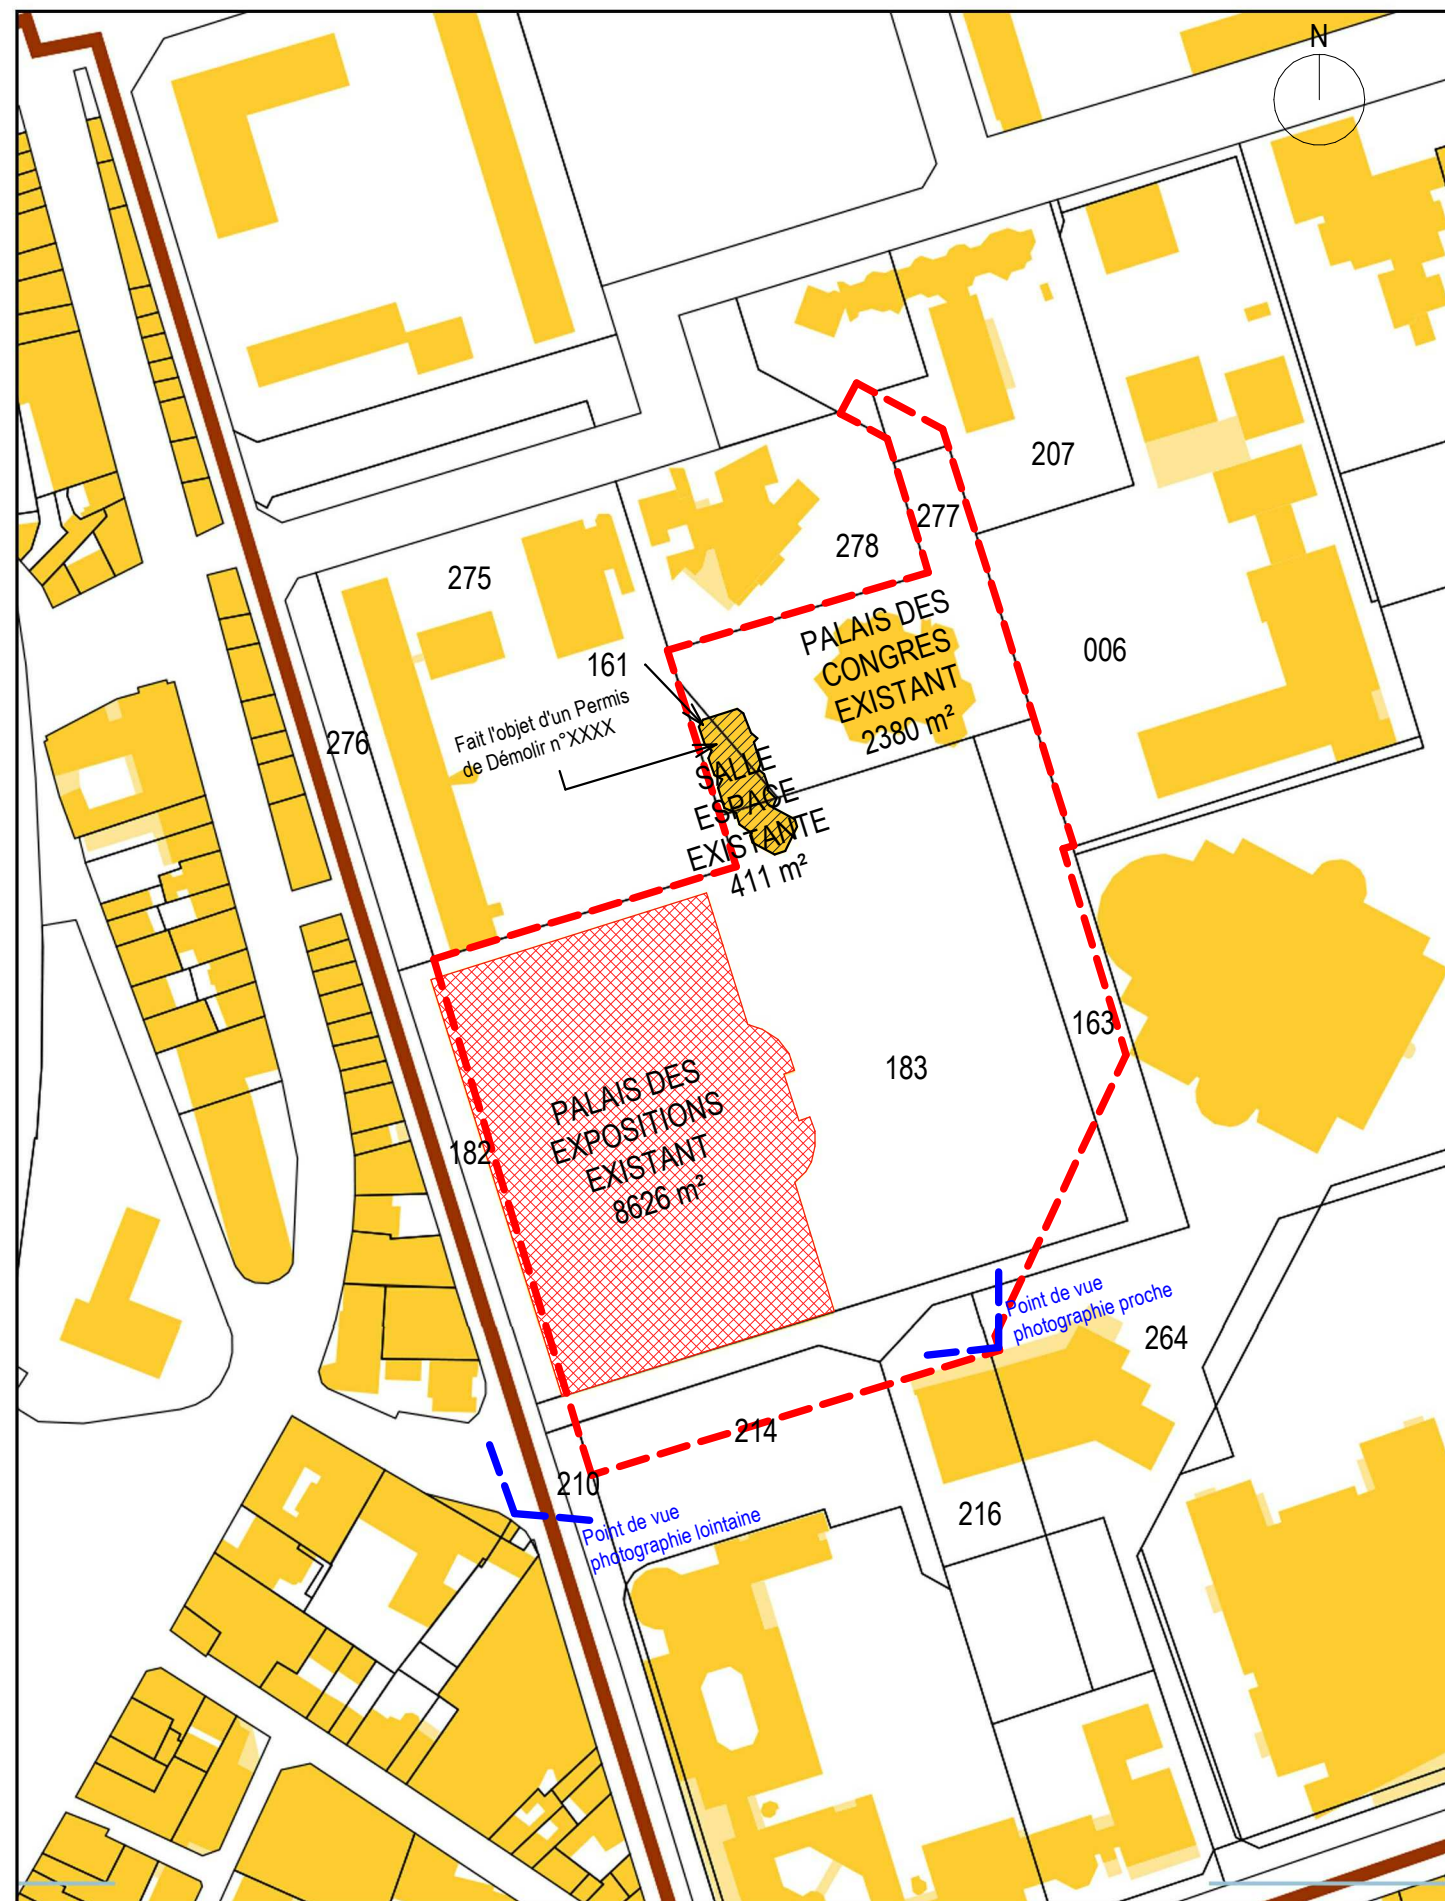 N
207
277
278
275
PALAIS DES
CONGRES
EXISTANT
2380 m²
006
161
Fait l'objet d'un Permis
de Démolir n°XXXX
276
SALLE
ESPACE
EXISTANTE
411 m²
163
183
PALAIS DES
EXPOSITIONS
EXISTANT
8626 m²
182
Point de vue
photographie proche
264
214
210
216
Point de vue
photographie lointaine